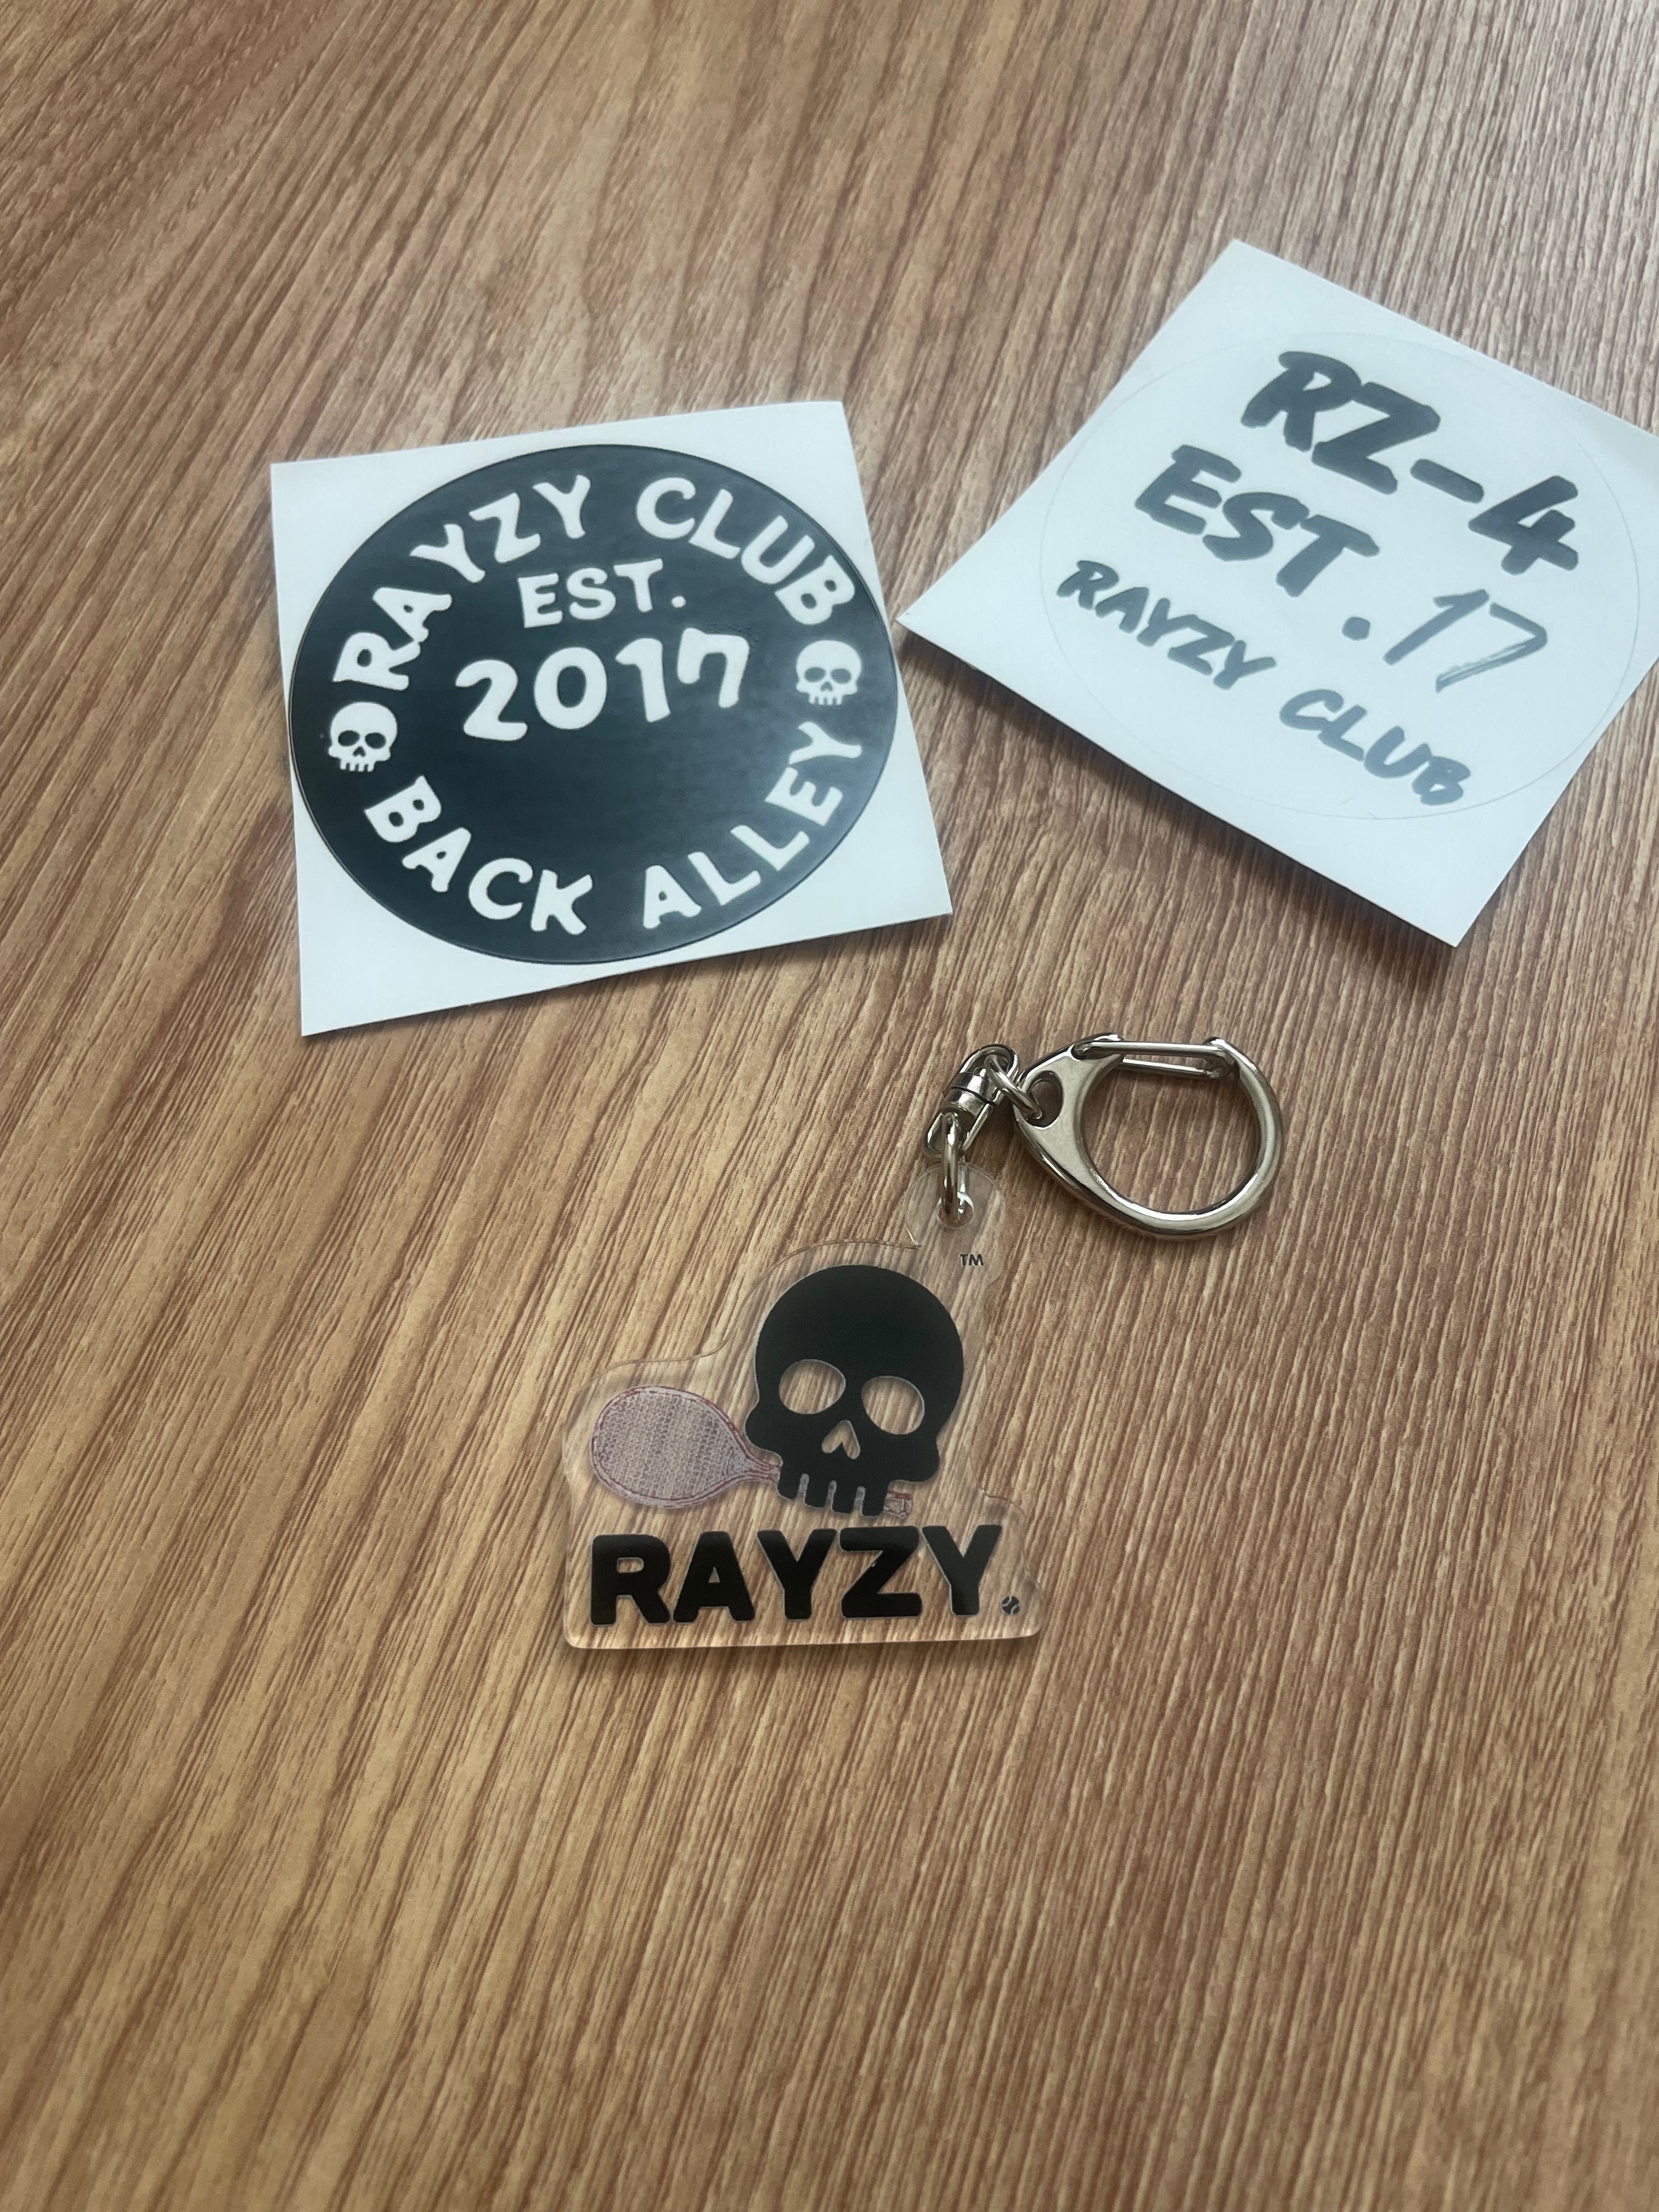 RAYZY CLUB
EST.
2017
BACK ALLEY
RZ-4
EST.17
RAYZY CLUB
TM
RAYZY.